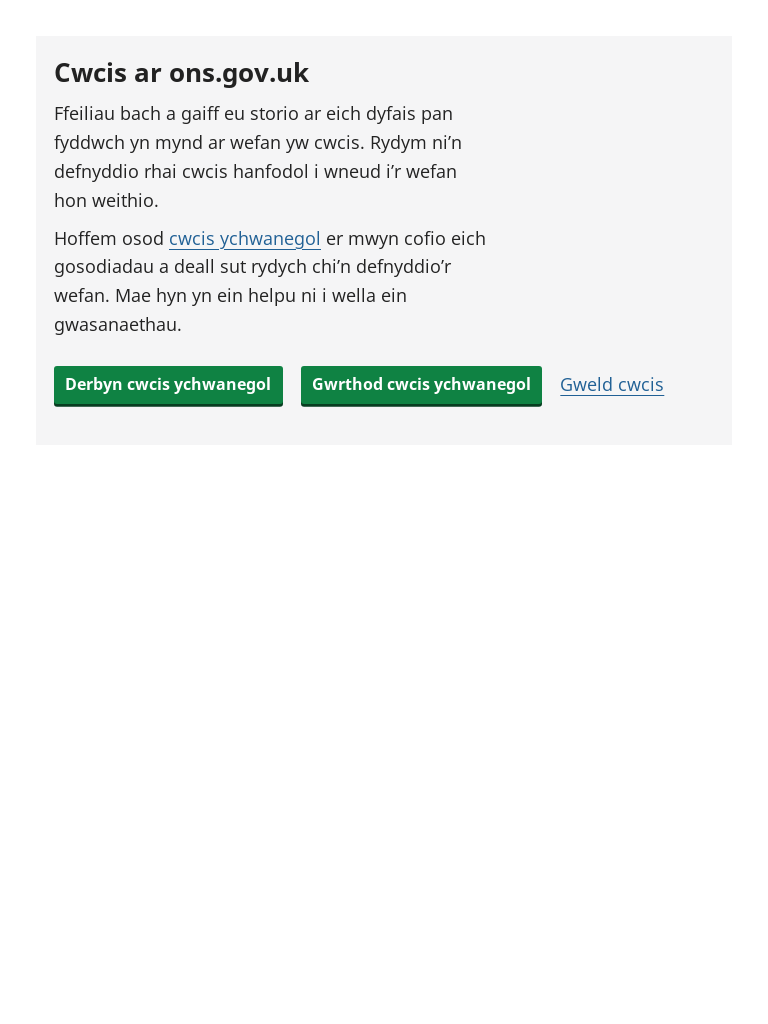 Cwcis ar ons.gov.uk
Ffeiliau bach a gaiff eu storio ar eich dyfais pan
fyddwch yn mynd ar wefan yw cwcis. Rydym ni’n
defnyddio rhai cwcis hanfodol i wneud i’r wefan
hon weithio.
Hoffem osod cwcis ychwanegol er mwyn cofio eich
gosodiadau a deall sut rydych chi’n defnyddio’r
wefan. Mae hyn yn ein helpu ni i wella ein
gwasanaethau.
Derbyn cwcis ychwanegol Gwrthod cwcis ychwanegol Gweld cwcis